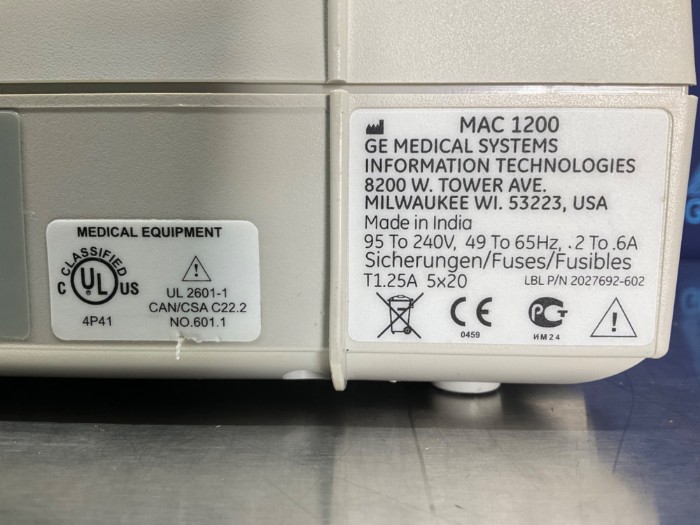 MEDICAL EQUIPMENT
CLASSIFIED
C UL US
4P41
UL 2601-1
CAN/CSA C22.2
NO.601.1
MAC 1200
GE MEDICAL SYSTEMS
INFORMATION TECHNOLOGIES
8200 W. TOWER AVE.
MILWAUKEE WI. 53223, USA
Made in India
95 To 240V, 49 To 65Hz, .2 To .6A
Sicherungen/Fuses/Fusibles
T1.25A 5x20
LBL P/N 2027692-602
CE
0459
РСТ
ИМ24